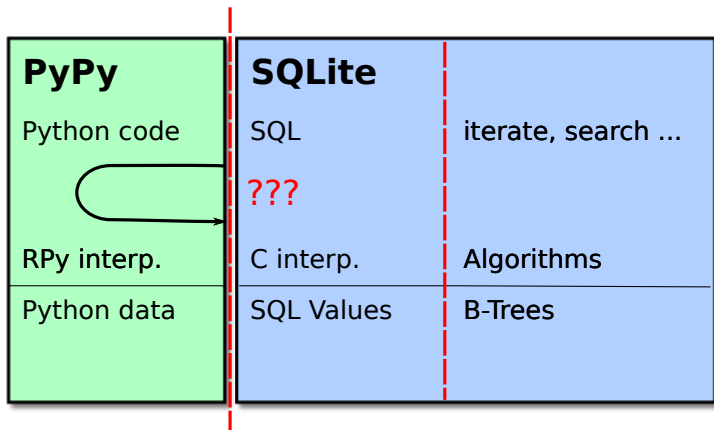 PyPy
Python code
RPy interp.
Python data
SQLite
SQL
???
C interp.
SQL Values
iterate, search ...
Algorithms
B-Trees